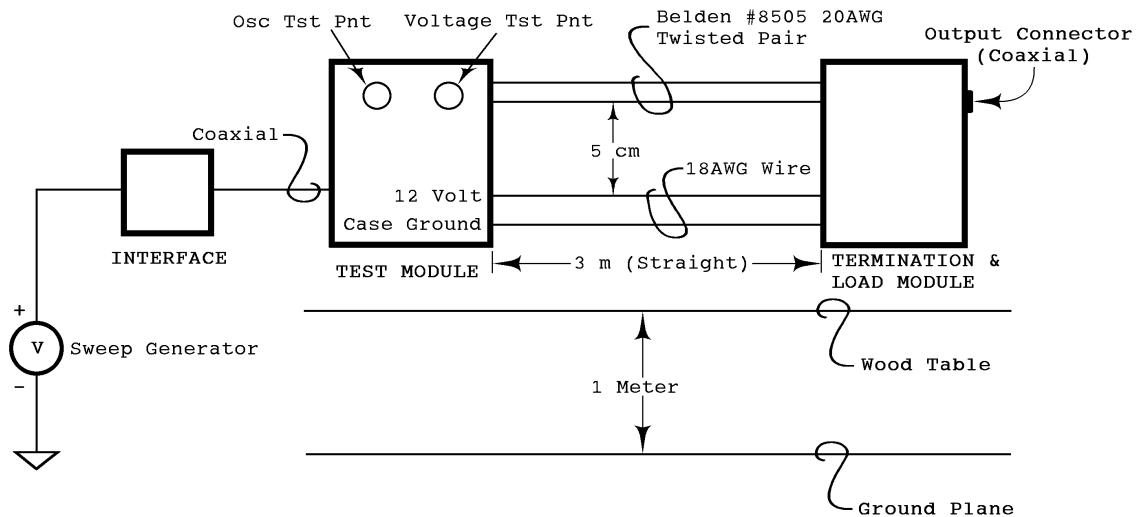 Osc Tst Pnt
Voltage Tst Pnt
Belden #8505 20AWG
Twisted Pair
Output Connector
(Coaxial)
Coaxial
5 cm
18AWG Wire
12 Volt
Case Ground
INTERFACE
TEST MODULE
3 m (Straight)
TERMINATION &
LOAD MODULE
+
V
Sweep Generator
-
Wood Table
1 Meter
Ground Plane